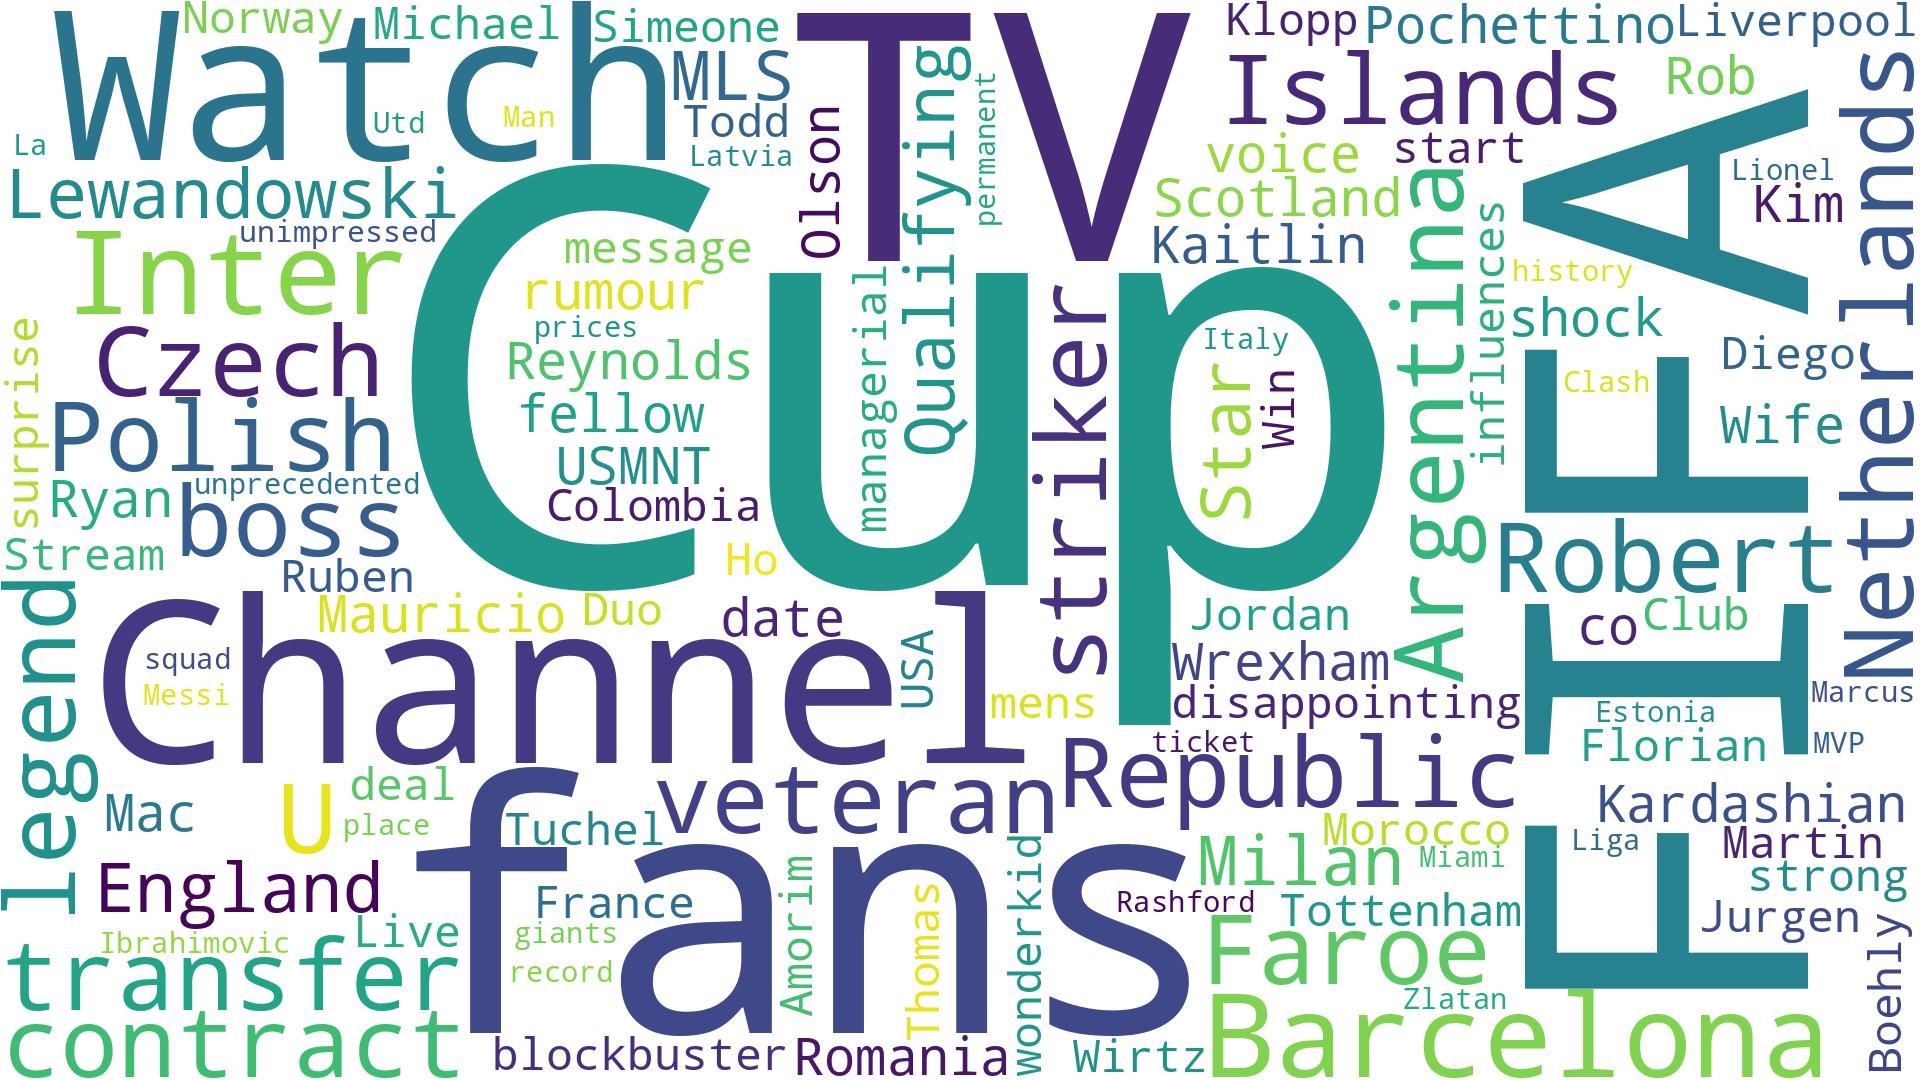 Watch
Norway
Michael
Simeone
TV
Klopp
Pochettino
Liverpool
MLS
Islands
Rob
Utd
Man
Todd
Olson
Qualifying
permanent
La
Latvia
voice
start
Lionel
Lewandowski
Scotland
Kim
Netherlands
unimpressed
Inter
message
Kaitlin
Argentina
influences
history
FIFA
rumour
Cup
prices
managerial
striker
Italy
shock
surprise
Czech
Reynolds
Star
Win
Diego
Clash
Polish
fellow
Wife
USMNT
unprecedented
Ryan
boss
Colombia
Stream
Ho
Robert
Ruben
legend
Mauricio
Duo
date
Jordan
co
Club
Channel
squad
USA
Wrexham
Messi
mens
disappointing
Marcus
Estonia
ticket
Florian
MVP
Republic
deal
veteran
Mac
U
place
Tuchel
Kardashian
Morocco
Liga
Martin
Milan
Miami
England
fans
strong
France
Amorim
Thomas
wonderkid
Rashford
Tottenham
Jurgen
Boehly
Ibrahimovic
Live
giants
Faroe
transfer
record
Zlatan
contract
blockbuster
Romania
Wirtz
Barcelona